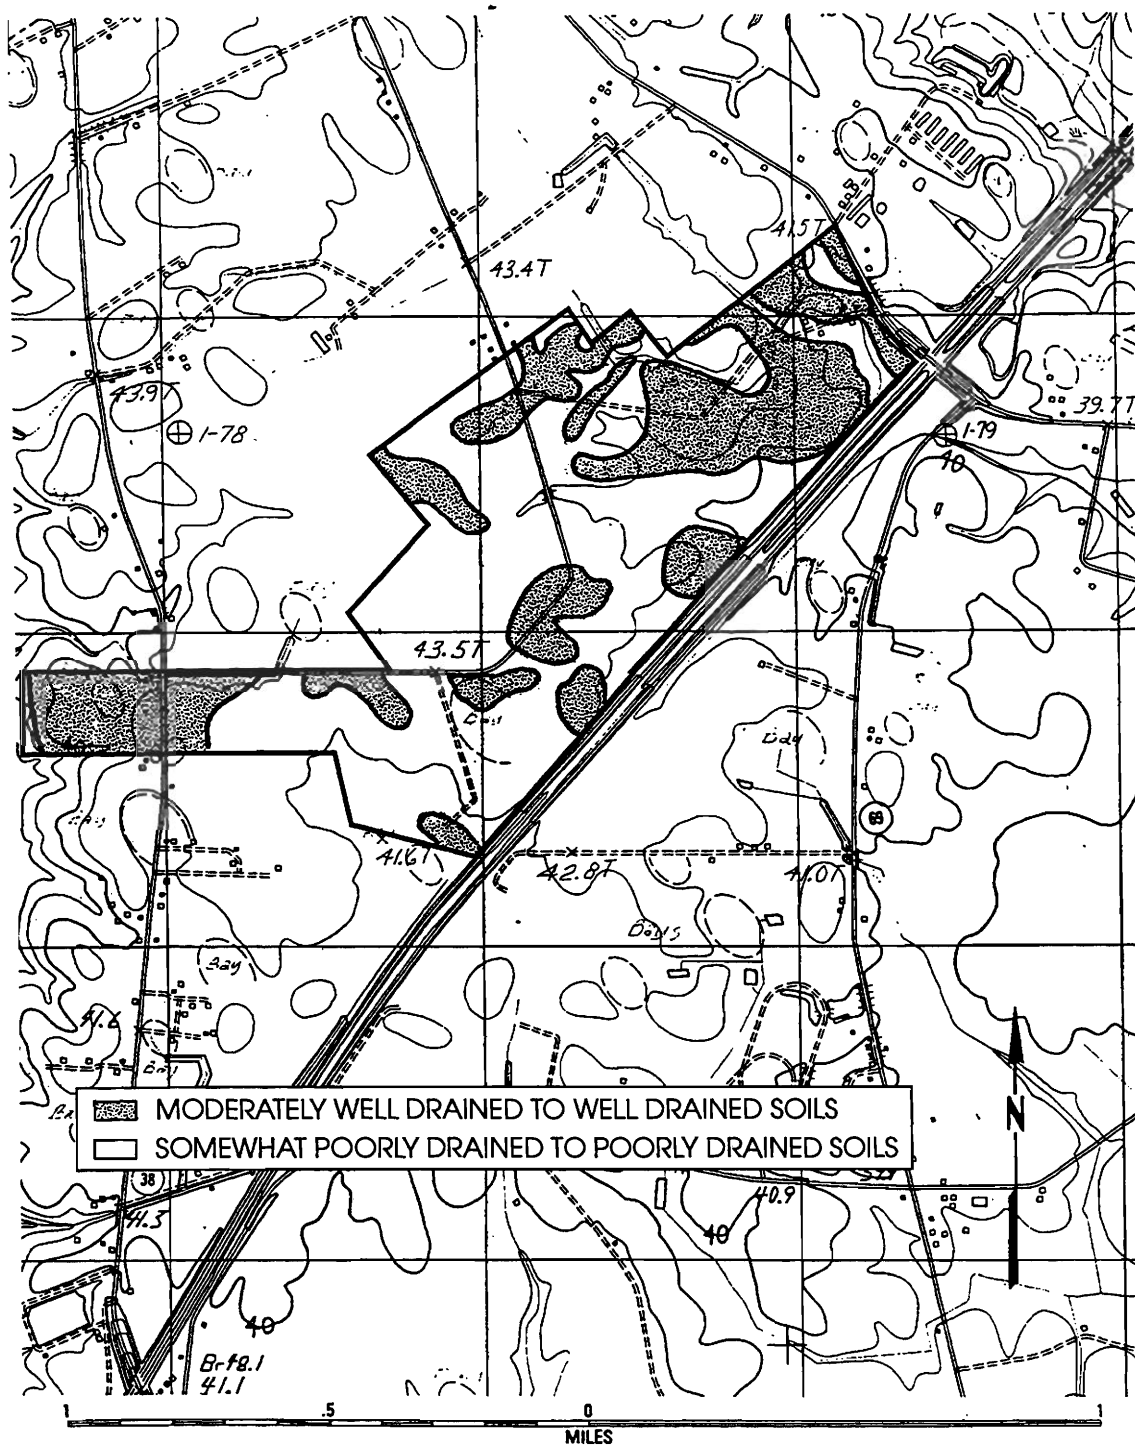 41.5T
43.4T
43.9T
1-78
39.7T
1-79
40
43.5T
Bay
69
41.6T
42.8T
41.0T
Bays
Bay
41.6
MODERATELY WELL DRAINED TO WELL DRAINED SOILS
SOMEWHAT POORLY DRAINED TO POORLY DRAINED SOILS
N
38
41.3
40.9
40
40
Br48.1
41.1
1 .5 0 1
MILES